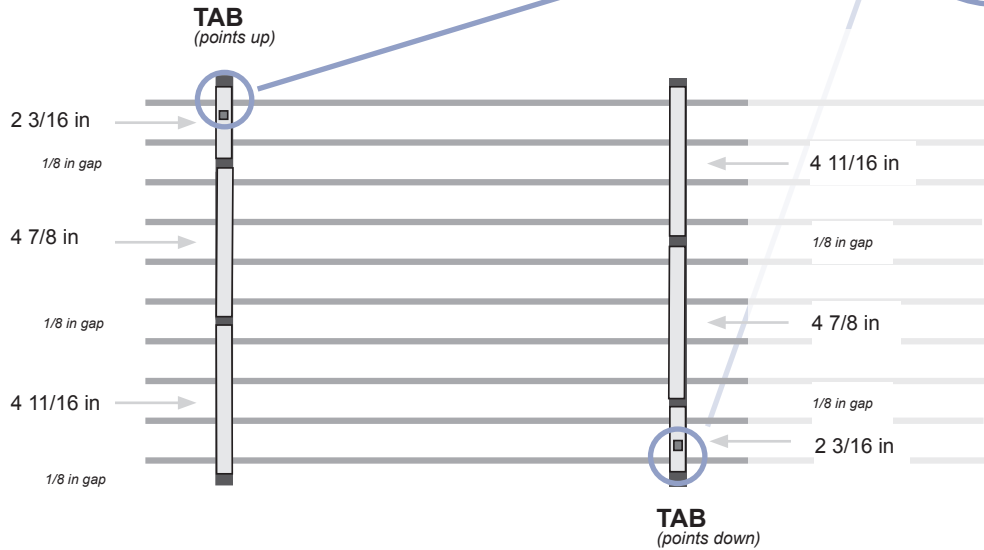 TAB
(points up)
2 3/16 in
1/8 in gap
4 7/8 in
1/8 in gap
4 11/16 in
1/8 in gap
4 11/16 in
1/8 in gap
4 7/8 in
1/8 in gap
2 3/16 in
TAB
(points down)